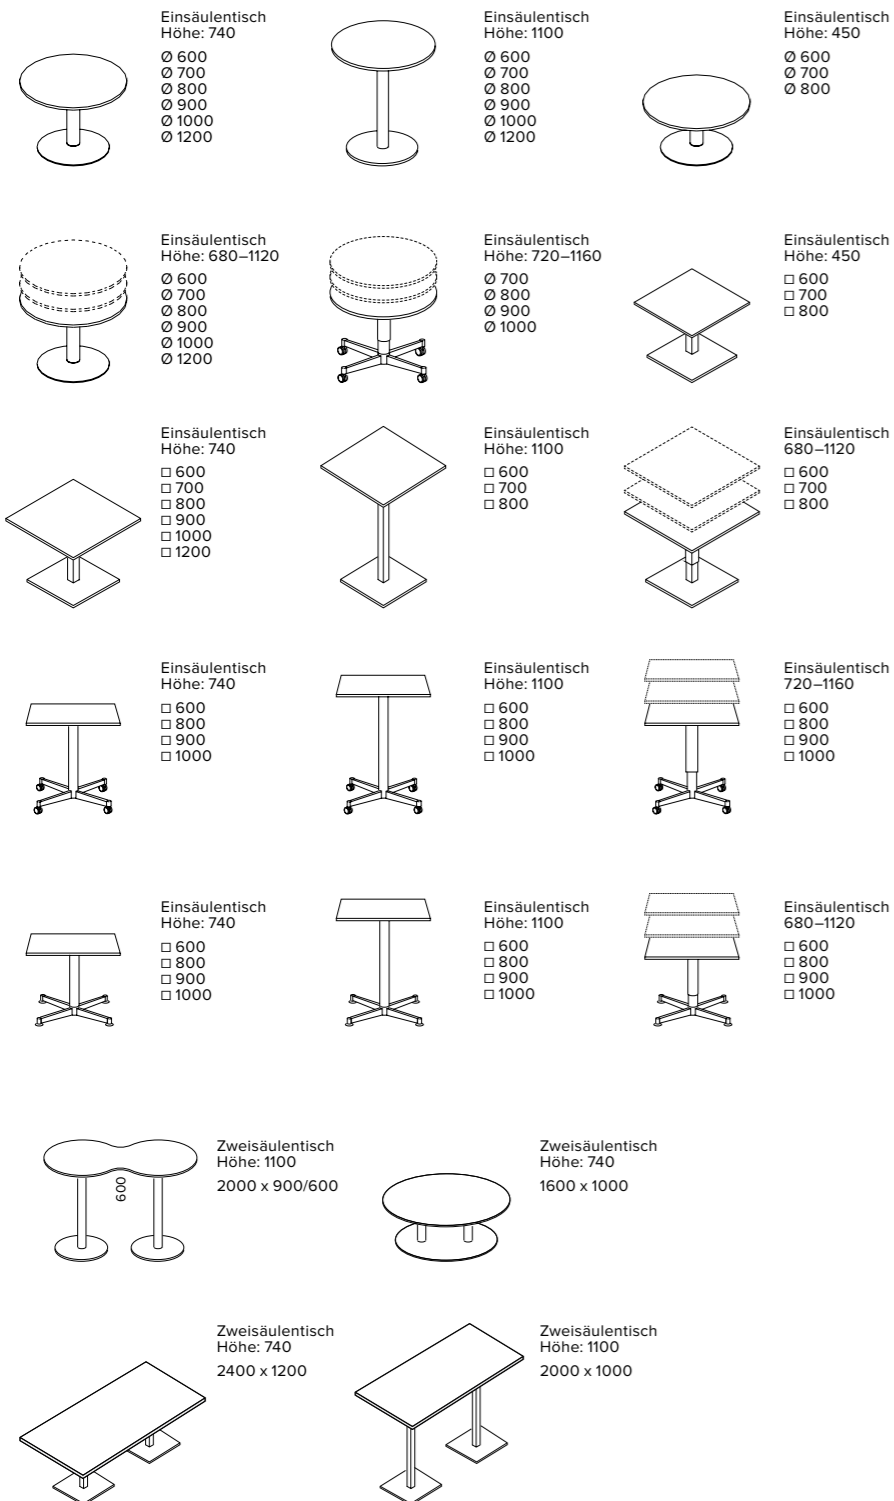 Einsäulentisch
Höhe: 740
Ø 600
Ø 700
Ø 800
Ø 900
Ø 1000
Ø 1200
Einsäulentisch
Höhe: 1100
Ø 600
Ø 700
Ø 800
Ø 900
Ø 1000
Ø 1200
Einsäulentisch
Höhe: 450
Ø 600
Ø 700
Ø 800
Einsäulentisch
Höhe: 680–1120
Ø 600
Ø 700
Ø 800
Ø 900
Ø 1000
Ø 1200
Einsäulentisch
Höhe: 720–1160
Ø 700
Ø 800
Ø 900
Ø 1000
Einsäulentisch
Höhe: 450
□ 600
□ 700
□ 800
Einsäulentisch
Höhe: 740
□ 600
□ 700
□ 800
□ 900
□ 1000
□ 1200
Einsäulentisch
Höhe: 1100
□ 600
□ 700
□ 800
Einsäulentisch
680–1120
□ 600
□ 700
□ 800
Einsäulentisch
Höhe: 740
□ 600
□ 800
□ 900
□ 1000
Einsäulentisch
Höhe: 1100
□ 600
□ 800
□ 900
□ 1000
Einsäulentisch
720–1160
□ 600
□ 800
□ 900
□ 1000
Einsäulentisch
Höhe: 740
□ 600
□ 800
□ 900
□ 1000
Einsäulentisch
Höhe: 1100
□ 600
□ 800
□ 900
□ 1000
Einsäulentisch
680–1120
□ 600
□ 800
□ 900
□ 1000
600
Zweisäulentisch
Höhe: 1100
2000 x 900/600
Zweisäulentisch
Höhe: 740
1600 x 1000
Zweisäulentisch
Höhe: 740
2400 x 1200
Zweisäulentisch
Höhe: 1100
2000 x 1000